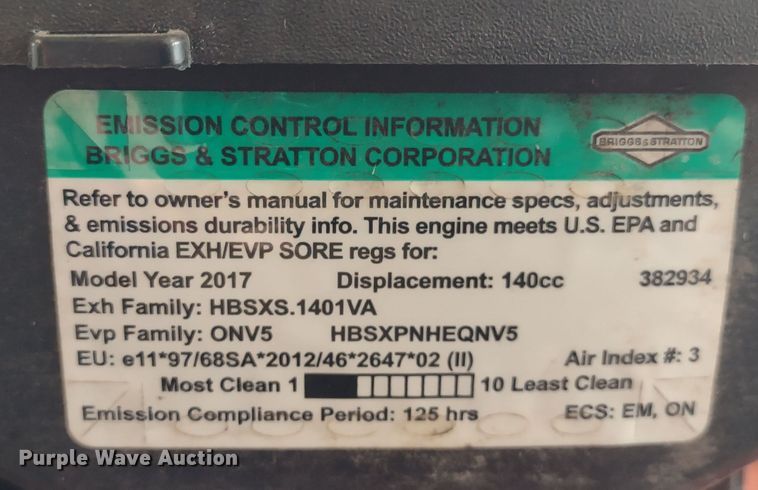 EMISSION CONTROL INFORMATION
BRIGGS & STRATTON CORPORATION
BRIGGS & STRATTON
Refer to owner's manual for maintenance specs, adjustments,
& emissions durability info. This engine meets U.S. EPA and
California EXH/EVP SORE regs for:
Model Year 2017 Displacement: 140cc 382934
Exh Family: HBSXS.1401VA
Evp Family: ONV5 HBSXPNHEQNV5
EU: e11*97/68SA*2012/46*2647*02 (II) Air Index #: 3
Most Clean 1 10 Least Clean
Emission Compliance Period: 125 hrs ECS: EM, ON
Purple Wave Auction